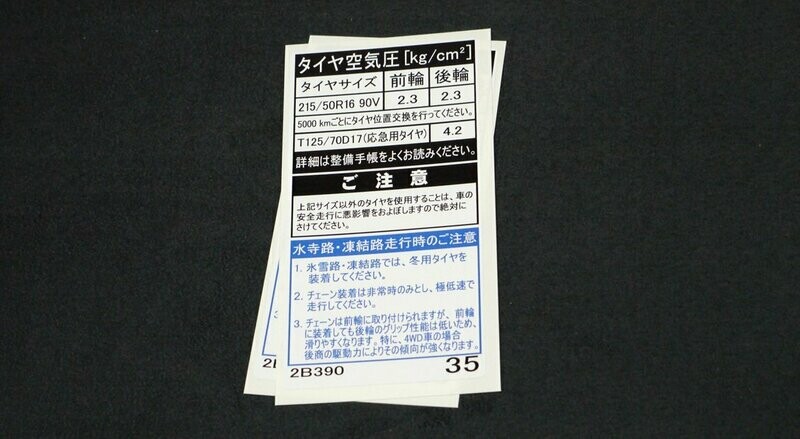 タイヤ空気圧[kg/cm²]
タイヤサイズ 前輪 後輪
215/50R16 90V 2.3 2.3
5000 kmごとにタイヤ位置交換を行ってください。
T125/70D17(応急用タイヤ) 4.2
詳細は整備手帳をよくお読みください。
ご注意
上記サイズ以外のタイヤを使用することは、車の
安全走行に悪影響をおよぼしますので絶対に
さけてください。
水寺路・凍結路走行時のご注意
1. 氷雪路・凍結路では、冬用タイヤを
装着してください。
2. チェーン装着は非常時のみとし、極低速で
走行してください。
3. チェーンは前輪に取り付けられますが、前輪
に装着しても後輪のグリップ性能は低いため、
滑りやすくなります。特に、4WD車の場合
後商の駆動力によりその傾向が強くなります。
2B390 35
2B